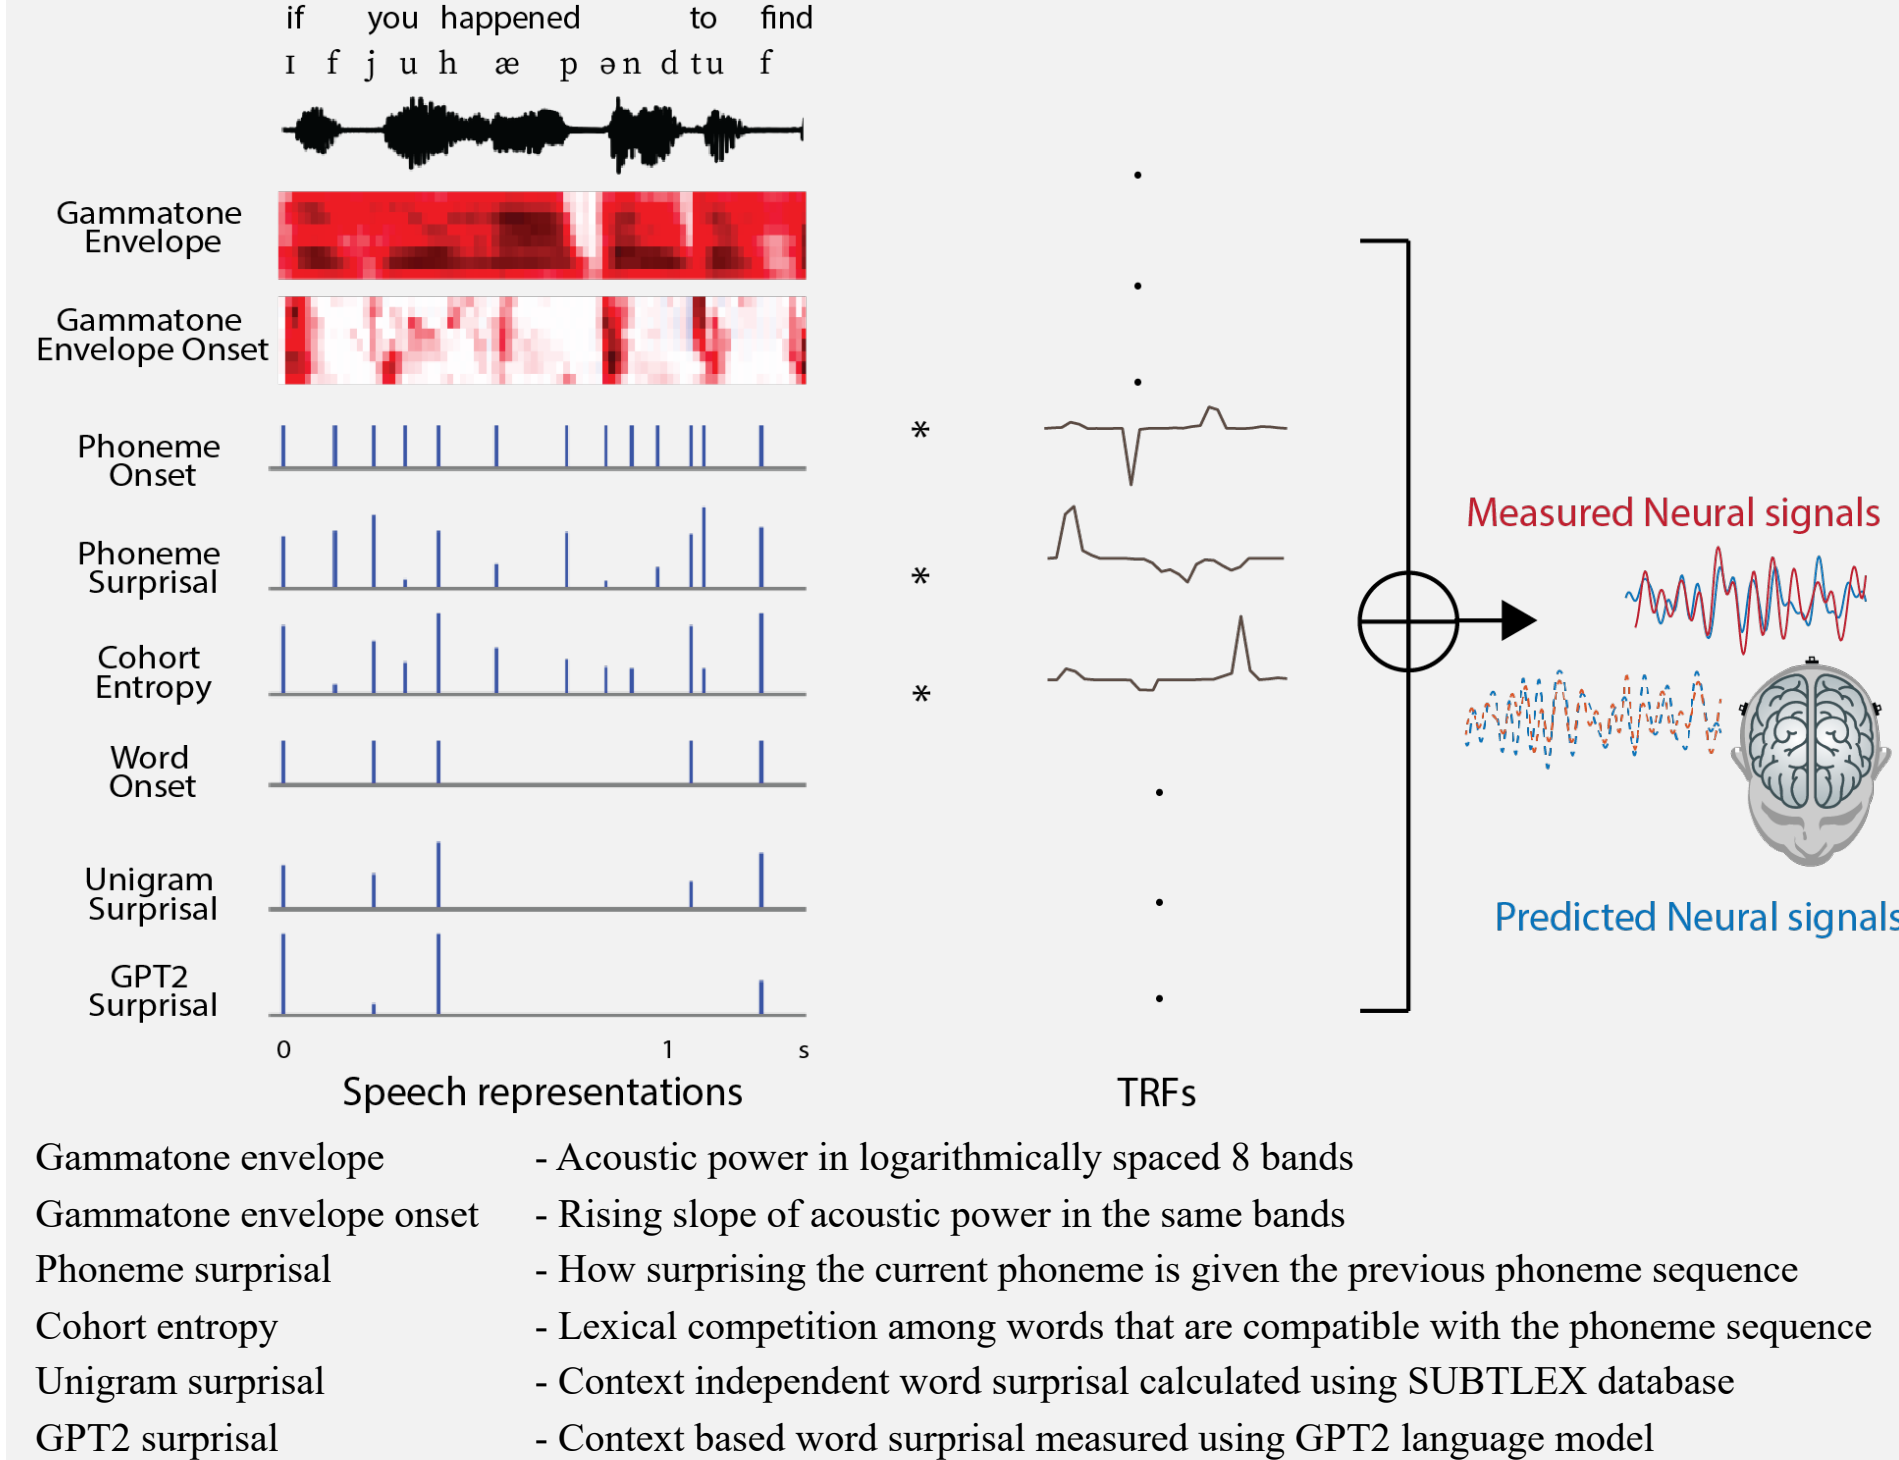 if you happened to find
ɪ f j u h æ p ə n d t u f
Gammatone
Envelope
Gammatone
Envelope Onset
Phoneme
Onset
*
Phoneme
Surprisal
*
Cohort
Entropy
*
Word
Onset
Unigram
Surprisal
GPT2
Surprisal
0 1 s
Speech representations
TRFs
Measured Neural signals
Predicted Neural signals
Gammatone envelope - Acoustic power in logarithmically spaced 8 bands
Gammatone envelope onset - Rising slope of acoustic power in the same bands
Phoneme surprisal - How surprising the current phoneme is given the previous phoneme sequence
Cohort entropy - Lexical competition among words that are compatible with the phoneme sequence
Unigram surprisal - Context independent word surprisal calculated using SUBTLEX database
GPT2 surprisal - Context based word surprisal measured using GPT2 language model